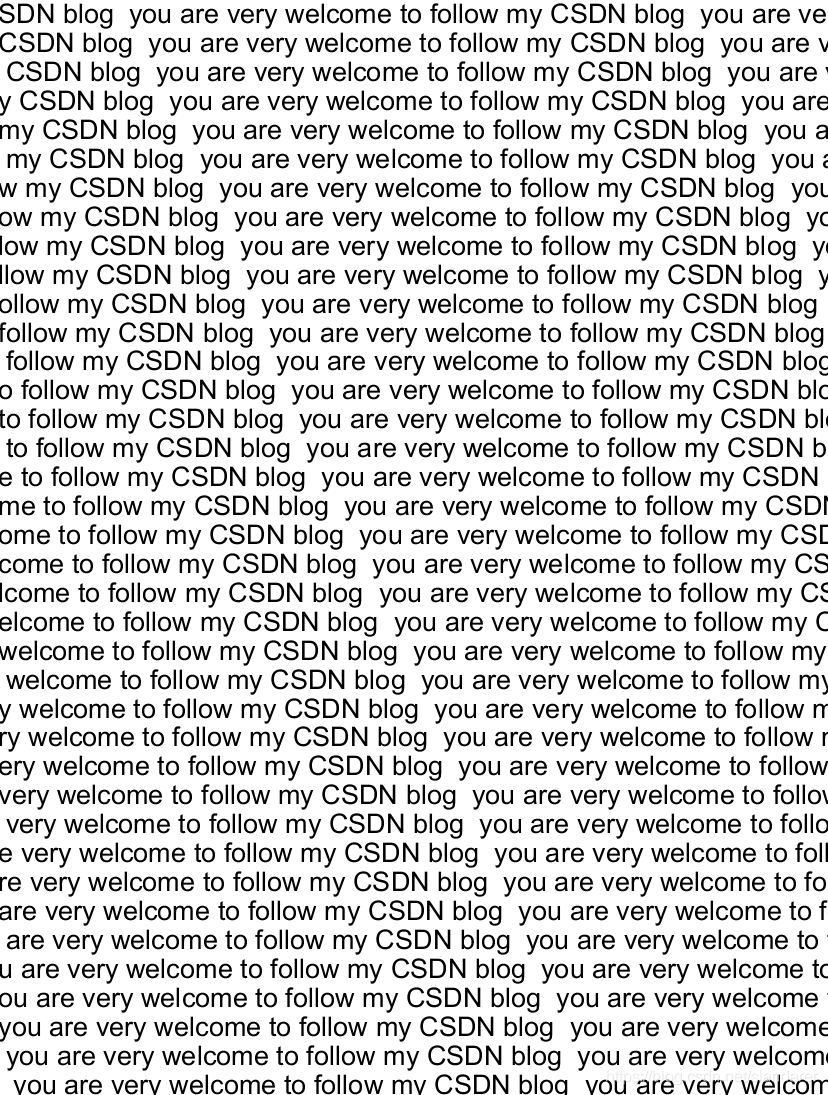 SDN blog  you are very welcome to follow my CSDN blog  you are ve
CSDN blog  you are very welcome to follow my CSDN blog  you are v
CSDN blog  you are very welcome to follow my CSDN blog  you are
y CSDN blog  you are very welcome to follow my CSDN blog  you are
my CSDN blog  you are very welcome to follow my CSDN blog  you a
my CSDN blog  you are very welcome to follow my CSDN blog  you a
w my CSDN blog  you are very welcome to follow my CSDN blog  you
ow my CSDN blog  you are very welcome to follow my CSDN blog  yo
low my CSDN blog  you are very welcome to follow my CSDN blog  yo
llow my CSDN blog  you are very welcome to follow my CSDN blog  y
ollow my CSDN blog  you are very welcome to follow my CSDN blog
follow my CSDN blog  you are very welcome to follow my CSDN blog
follow my CSDN blog  you are very welcome to follow my CSDN blog
o follow my CSDN blog  you are very welcome to follow my CSDN blo
to follow my CSDN blog  you are very welcome to follow my CSDN blo
to follow my CSDN blog  you are very welcome to follow my CSDN b
e to follow my CSDN blog  you are very welcome to follow my CSDN
me to follow my CSDN blog  you are very welcome to follow my CSDN
ome to follow my CSDN blog  you are very welcome to follow my CSD
come to follow my CSDN blog  you are very welcome to follow my CS
lcome to follow my CSDN blog  you are very welcome to follow my CS
elcome to follow my CSDN blog  you are very welcome to follow my C
welcome to follow my CSDN blog  you are very welcome to follow my
welcome to follow my CSDN blog  you are very welcome to follow my
y welcome to follow my CSDN blog  you are very welcome to follow m
ry welcome to follow my CSDN blog  you are very welcome to follow m
ery welcome to follow my CSDN blog  you are very welcome to follow
very welcome to follow my CSDN blog  you are very welcome to follow
very welcome to follow my CSDN blog  you are very welcome to follo
e very welcome to follow my CSDN blog  you are very welcome to foll
re very welcome to follow my CSDN blog  you are very welcome to fo
are very welcome to follow my CSDN blog  you are very welcome to f
are very welcome to follow my CSDN blog  you are very welcome to
u are very welcome to follow my CSDN blog  you are very welcome to
ou are very welcome to follow my CSDN blog  you are very welcome
you are very welcome to follow my CSDN blog  you are very welcome
you are very welcome to follow my CSDN blog  you are very welcome
you are very welcome to follow my CSDN blog  you are very welcom
https://blog.csdn.net/slandarer